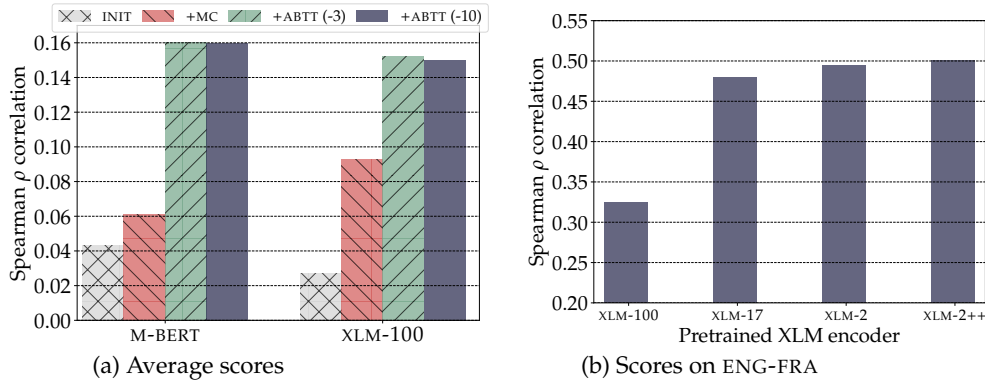 INIT +MC +ABTT (-3) +ABTT (-10)
Spearman ρ correlation
0.16
0.14
0.12
0.10
0.08
0.06
0.04
0.02
0.00
M-BERT XLM-100
(a) Average scores
Spearman ρ correlation
0.55
0.50
0.45
0.40
0.35
0.30
0.25
0.20
XLM-100 XLM-17 XLM-2 XLM-2++
Pretrained XLM encoder
(b) Scores on ENG-FRA